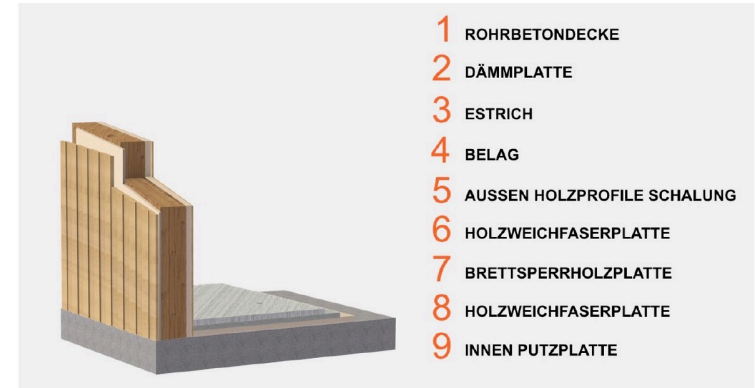 1 ROHRBETONDECKE
2 DÄMMPLATTE
3 ESTRICH
4 BELAG
5 AUSSEN HOLZPROFILE SCHALUNG
6 HOLZWEICHFASERPLATTE
7 BRETTSPERRHOLZPLATTE
8 HOLZWEICHFASERPLATTE
9 INNEN PUTZPLATTE